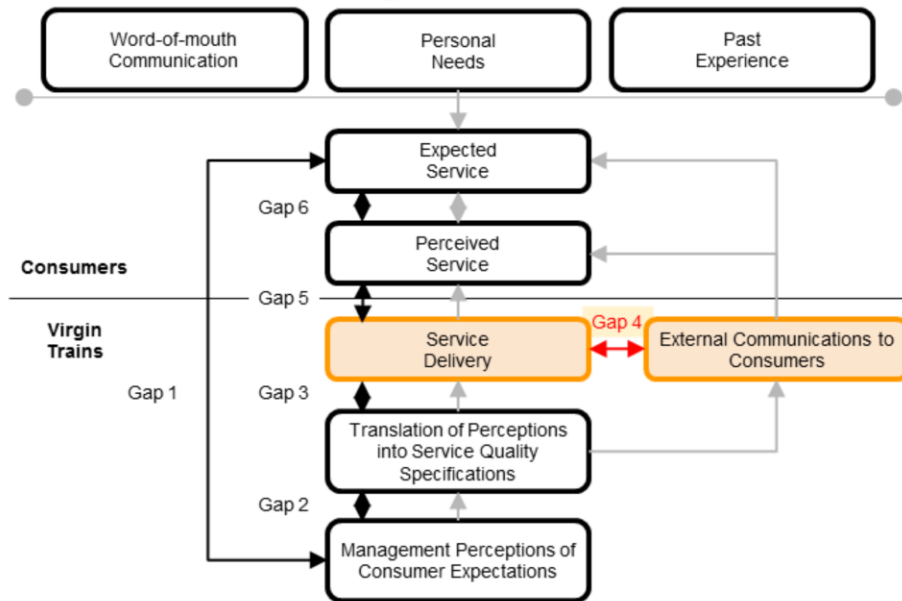 Word-of-mouth
Communication
Personal
Needs
Past
Experience
Expected
Service
Gap 6
Perceived
Service
Consumers
Gap 5
Virgin
Trains
Service
Delivery
Gap 4
External Communications to
Consumers
Gap 1
Gap 3
Translation of Perceptions
into Service Quality
Specifications
Gap 2
Management Perceptions of
Consumer Expectations